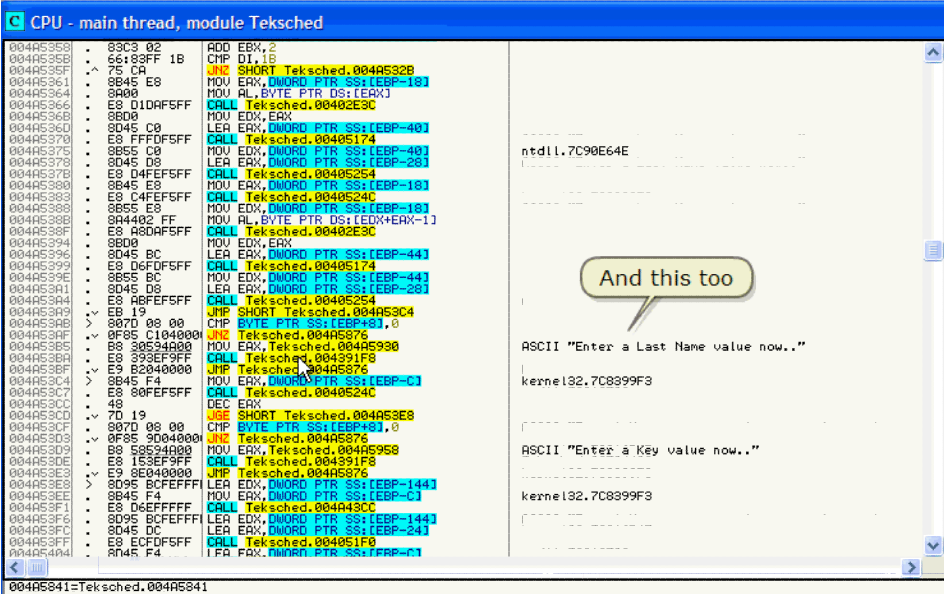 C CPU - main thread, module Teksched
004A5358 . 83C3 02 ADD EBX,2
004A535B . 66:83FF 1B CMP DI,1B
004A535F .^ 75 CA JNZ SHORT Teksched.004A532B
004A5361 . 8B45 E8 MOV EAX,DWORD PTR SS:[EBP-18]
004A5364 . 8A00 MOV AL,BYTE PTR DS:[EAX]
004A5366 . E8 D1DAF5FF CALL Teksched.00402E3C
004A536B . 8BD0 MOV EDX,EAX
004A536D . 8D45 C0 LEA EAX,DWORD PTR SS:[EBP-40]
004A5370 . E8 FFFDF5FF CALL Teksched.00405174
004A5375 . 8B55 C0 MOV EDX,DWORD PTR SS:[EBP-40] ntdll.7C90E64E
004A5378 . 8D45 D8 LEA EAX,DWORD PTR SS:[EBP-28]
004A537B . E8 D4FEF5FF CALL Teksched.00405254
004A5380 . 8B45 E8 MOV EAX,DWORD PTR SS:[EBP-18]
004A5383 . E8 C4FEF5FF CALL Teksched.0040524C
004A5388 . 8B55 E8 MOV EDX,DWORD PTR SS:[EBP-18]
004A538B . 8A4402 FF MOV AL,BYTE PTR DS:[EDX+EAX-1]
004A538F . E8 A8DAF5FF CALL Teksched.00402E3C
004A5394 . 8BD0 MOV EDX,EAX
004A5396 . 8D45 BC LEA EAX,DWORD PTR SS:[EBP-44]
004A5399 . E8 D6FDF5FF CALL Teksched.00405174
004A539E . 8B55 BC MOV EDX,DWORD PTR SS:[EBP-44]
004A53A1 . 8D45 D8 LEA EAX,DWORD PTR SS:[EBP-28]
004A53A4 . E8 ABFEF5FF CALL Teksched.00405254
004A53A9 .v EB 19 JMP SHORT Teksched.004A53C4
004A53AB > 807D 08 00 CMP BYTE PTR SS:[EBP+8],0
004A53AF .v 0F85 C1040000 JNZ Teksched.004A5876
004A53B5 . B8 30594A00 MOV EAX,Teksched.004A5930 ASCII "Enter a Last Name value now.."
004A53BA . E8 393EF9FF CALL Teksched.004391F8
004A53BF .v E9 B2040000 JMP Teksched.004A5876
004A53C4 > 8B45 F4 MOV EAX,DWORD PTR SS:[EBP-C] kernel32.7C8399F3
004A53C7 . E8 80FEF5FF CALL Teksched.0040524C
004A53CC . 48 DEC EAX
004A53CD .v 7D 19 JGE SHORT Teksched.004A53E8
004A53CF . 807D 08 00 CMP BYTE PTR SS:[EBP+8],0
004A53D3 .v 0F85 9D040000 JNZ Teksched.004A5876
004A53D9 . B8 58594A00 MOV EAX,Teksched.004A5958 ASCII "Enter a Key value now.."
004A53DE . E8 153EF9FF CALL Teksched.004391F8
004A53E3 .v E9 8E040000 JMP Teksched.004A5876
004A53E8 > 8D95 BCFEFFFF LEA EDX,DWORD PTR SS:[EBP-144]
004A53EE . 8B45 F4 MOV EAX,DWORD PTR SS:[EBP-C] kernel32.7C8399F3
004A53F1 . E8 D6EFFFFF CALL Teksched.004A43CC
004A53F6 . 8D95 BCFEFFFF LEA EDX,DWORD PTR SS:[EBP-144]
004A53FC . 8D45 DC LEA EAX,DWORD PTR SS:[EBP-24]
004A53FF . E8 ECFDF5FF CALL Teksched.004051F0
004A5404 . 8D45 F4 LEA EAX,DWORD PTR SS:[EBP-C]
And this too
004A5841=Teksched.004A5841